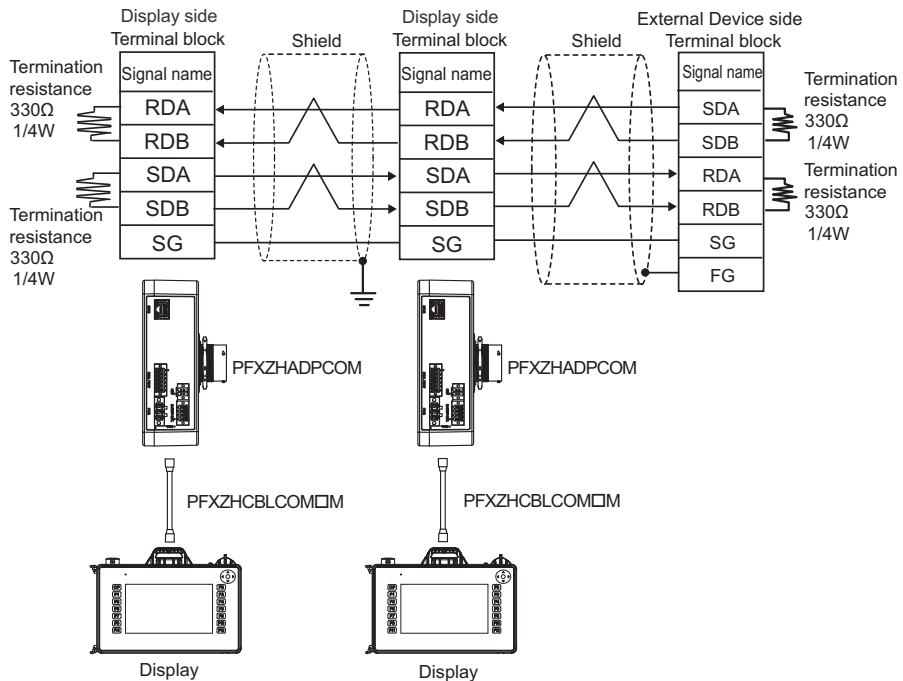 Display side
Terminal block
Display side
Terminal block
External Device side
Terminal block
Shield
Shield
Signal name
Signal name
Signal name
Termination
resistance
330Ω
1/4W
RDA
RDB
SDA
SDB
SG
Termination
resistance
330Ω
1/4W
RDA
RDB
SDA
SDB
SG
SDA
SDB
RDA
RDB
SG
FG
Termination
resistance
330Ω
1/4W
Termination
resistance
330Ω
1/4W
PFXZHADPCOM
PFXZHADPCOM
PFXZHCBLCOM□M
PFXZHCBLCOM□M
Display
Display